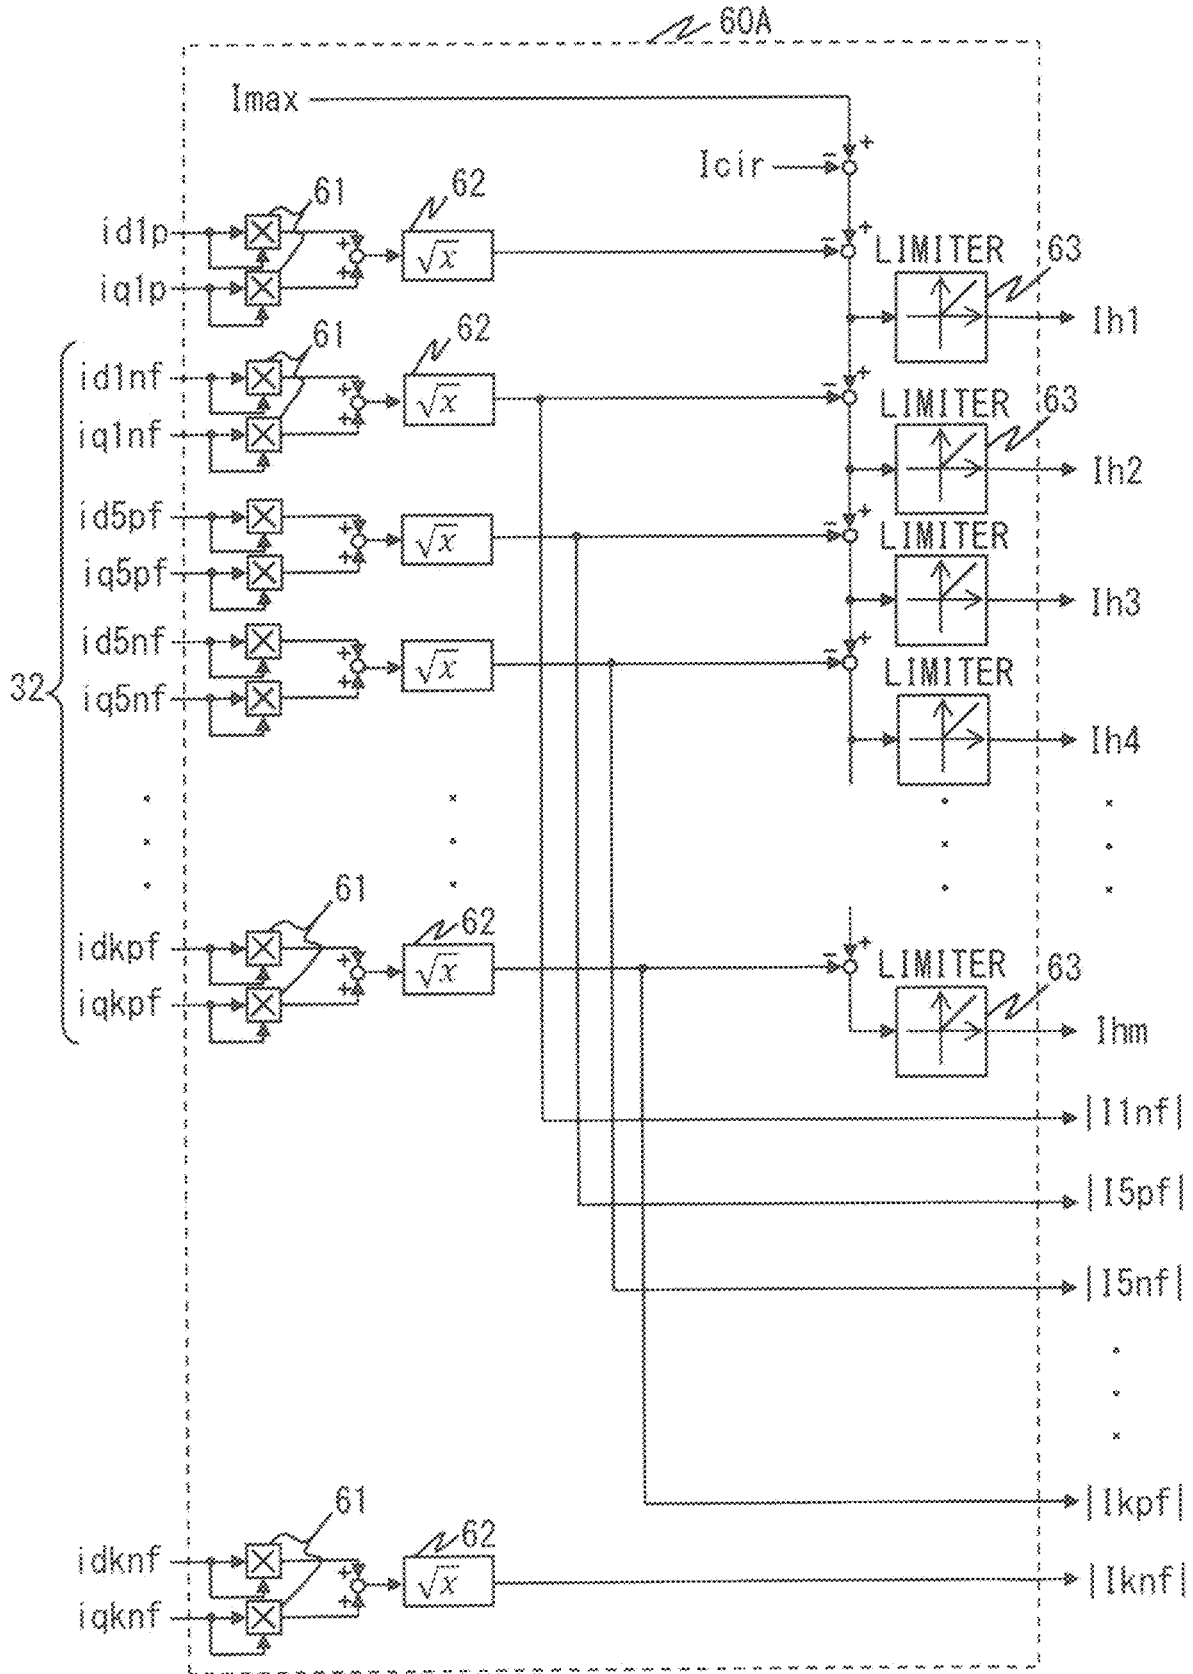 60A
Imax
+
Icir
−
61
62
id1p
+
−
+
√x
LIMITER
63
iq1p
+
Ih1
61
62
id1nf
+
−
+
√x
LIMITER
63
iq1nf
+
Ih2
id5pf
+
−
+
√x
LIMITER
iq5pf
+
Ih3
id5nf
+
−
+
√x
LIMITER
32
iq5nf
+
Ih4
61
62
idkpf
+
−
+
√x
LIMITER
63
iqkpf
+
Ihm
|I1nf|
|I5pf|
|I5nf|
|Ikpf|
61
62
idknf
+
√x
|Iknf|
iqknf
+